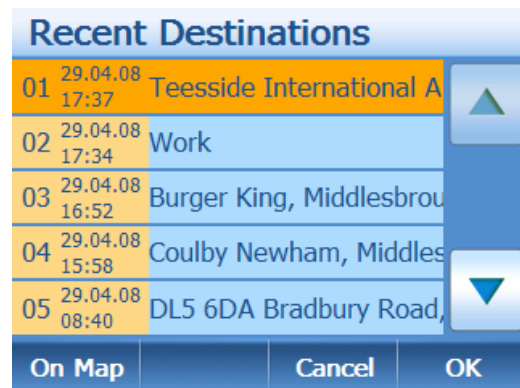 Recent Destinations
01 29.04.08 17:37 Teesside International A
02 29.04.08 17:34 Work
03 29.04.08 16:52 Burger King, Middlesbrou
04 29.04.08 15:58 Coulby Newham, Middles
05 29.04.08 08:40 DL5 6DA Bradbury Road,
On Map Cancel OK